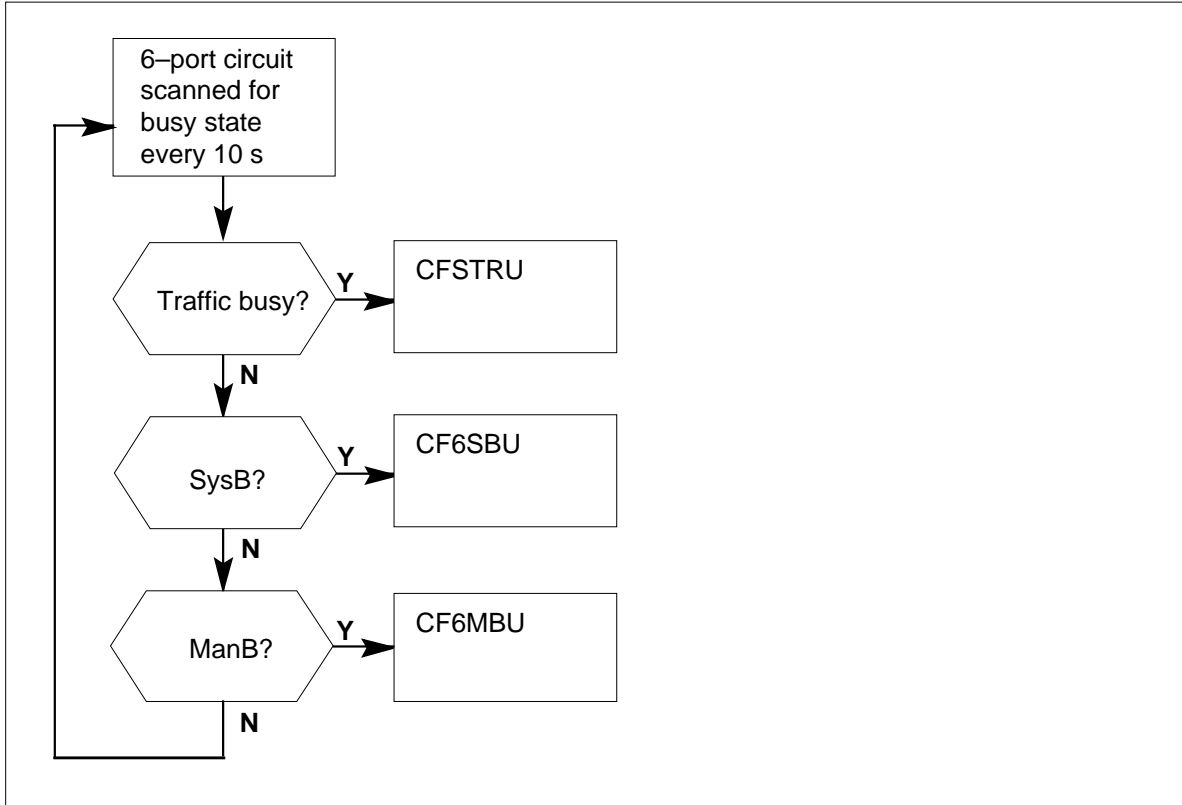 6–port circuit
scanned for
busy state
every 10 s
Traffic busy?
Y
CFSTRU
N
SysB?
Y
CF6SBU
N
ManB?
Y
CF6MBU
N